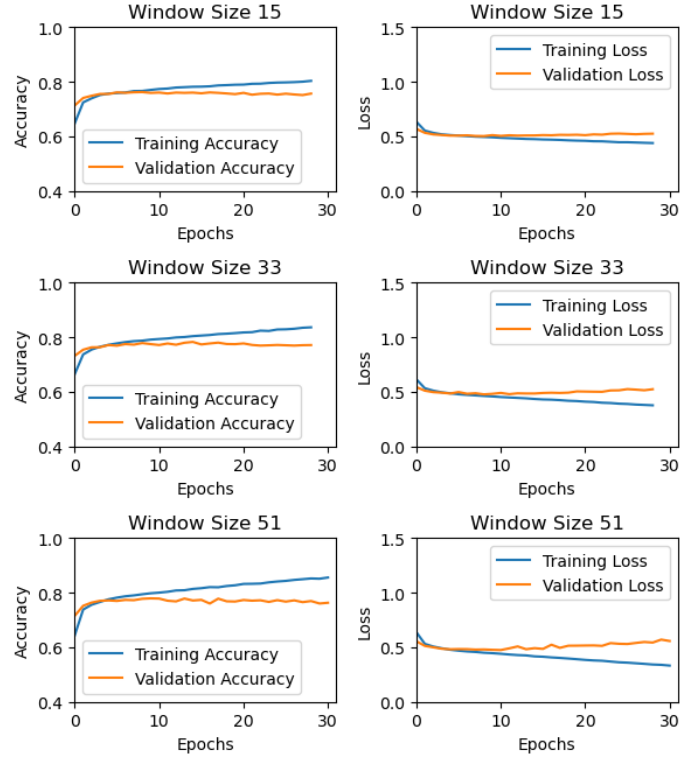 Window Size 15
1.0
0.8
0.6
0.4
Accuracy
Training Accuracy
Validation Accuracy
0
10
20
30
Epochs
Window Size 15
1.5
1.0
0.5
0.0
Loss
Training Loss
Validation Loss
0
10
20
30
Epochs
Window Size 33
1.0
0.8
0.6
0.4
Accuracy
Training Accuracy
Validation Accuracy
0
10
20
30
Epochs
Window Size 33
1.5
1.0
0.5
0.0
Loss
Training Loss
Validation Loss
0
10
20
30
Epochs
Window Size 51
1.0
0.8
0.6
0.4
Accuracy
Training Accuracy
Validation Accuracy
0
10
20
30
Epochs
Window Size 51
1.5
1.0
0.5
0.0
Loss
Training Loss
Validation Loss
0
10
20
30
Epochs